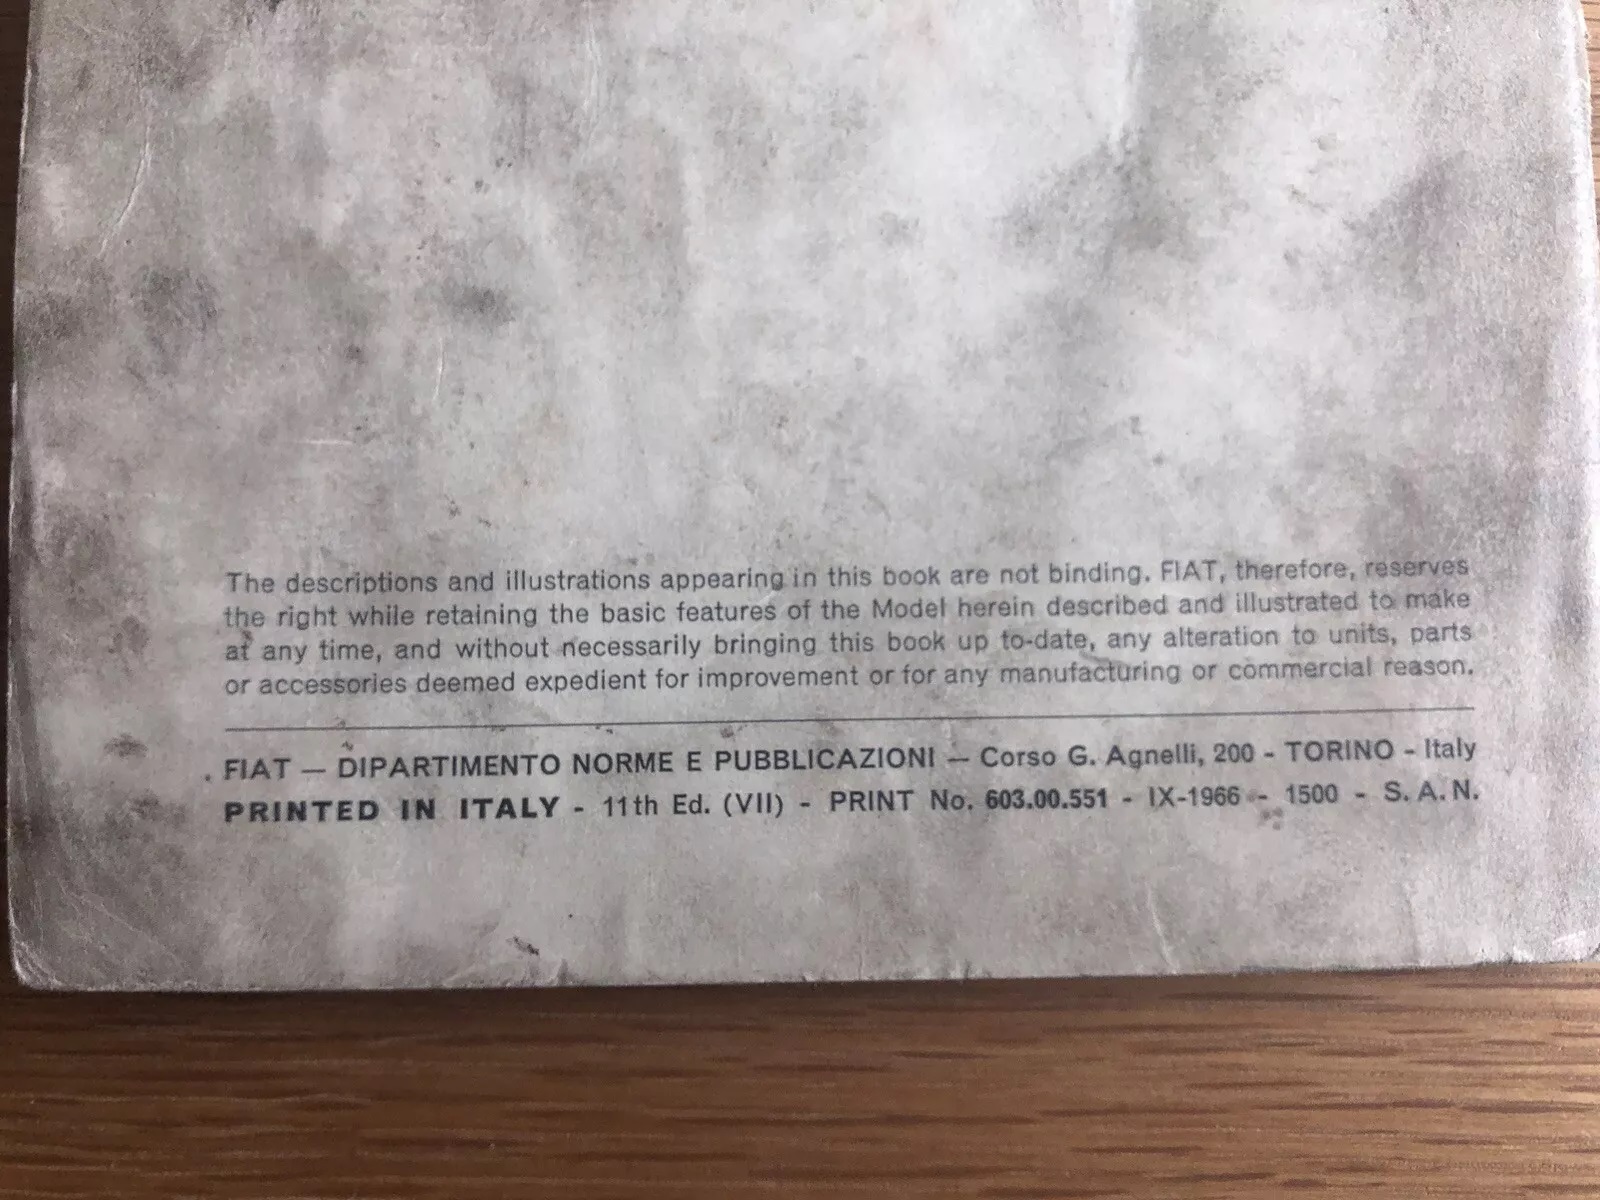 The descriptions and illustrations appearing in this book are not binding. FIAT, therefore, reserves
the right while retaining the basic features of the Model herein described and illustrated to make
at any time, and without necessarily bringing this book up to-date, any alteration to units, parts
or accessories deemed expedient for improvement or for any manufacturing or commercial reason.
FIAT — DIPARTIMENTO NORME E PUBBLICAZIONI — Corso G. Agnelli, 200 - TORINO - Italy
PRINTED IN ITALY - 11th Ed. (VII) - PRINT No. 603.00.551 - IX-1966 - 1500 - S. A. N.